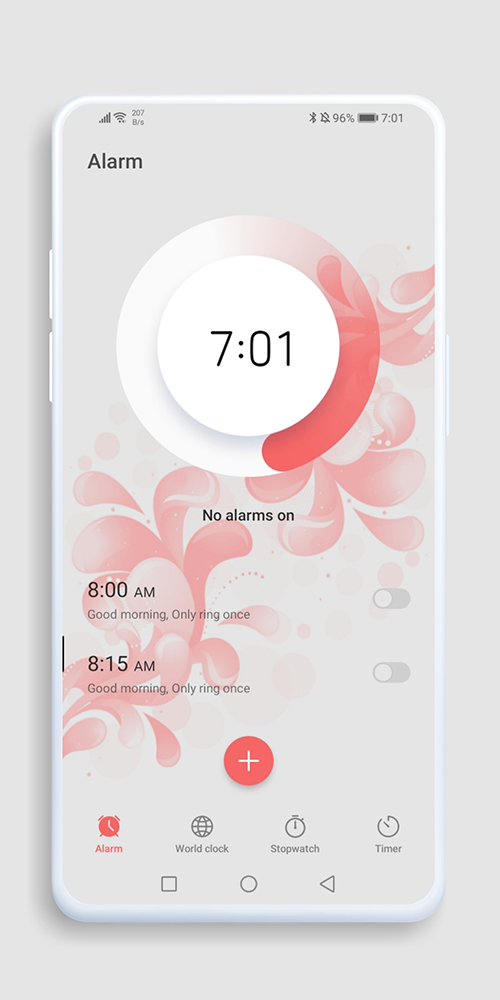 207
B/s
96% 7:01
Alarm
7:01
No alarms on
8:00 AM
Good morning, Only ring once
8:15 AM
Good morning, Only ring once
Alarm World clock Stopwatch Timer